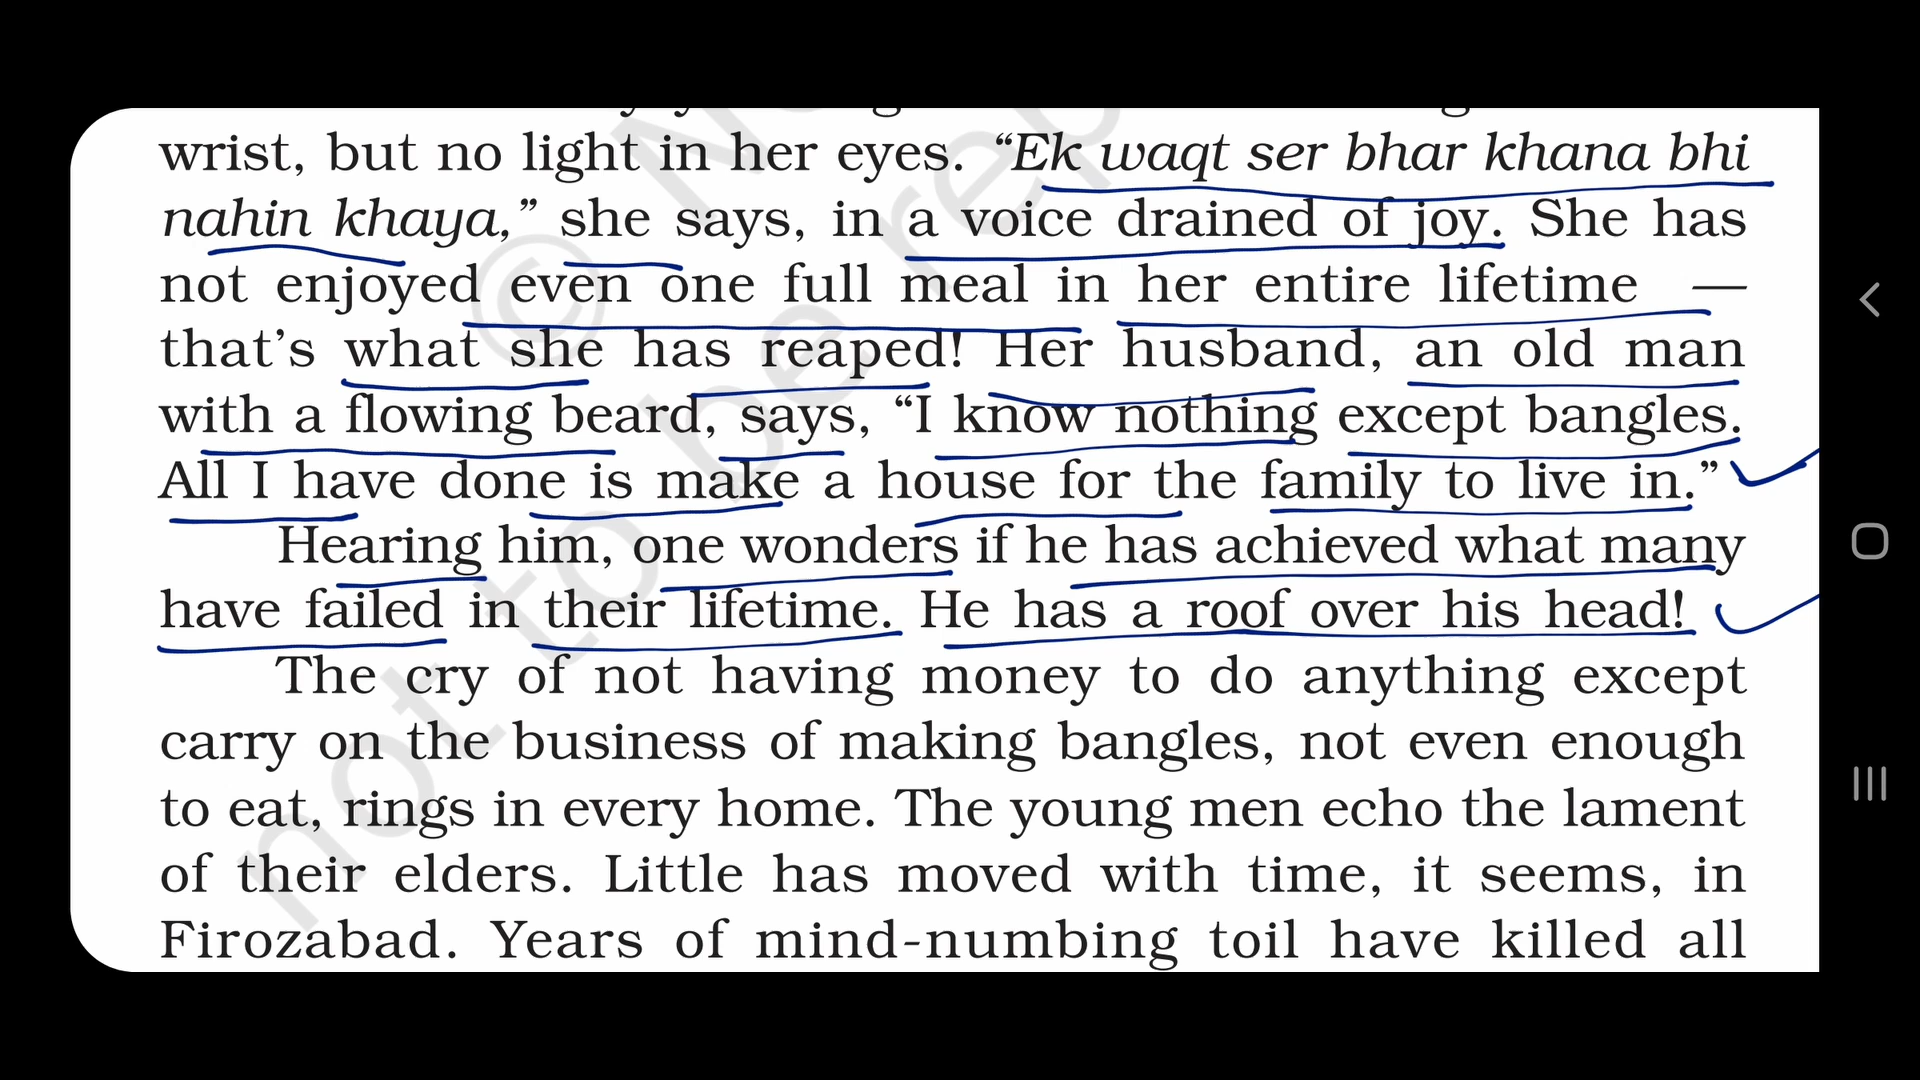 wrist, but no light in her eyes. “Ek waqt ser bhar khana bhi
nahin khaya,” she says, in a voice drained of joy. She has
not enjoyed even one full meal in her entire lifetime —
that’s what she has reaped! Her husband, an old man
with a flowing beard, says, “I know nothing except bangles.
All I have done is make a house for the family to live in.”
Hearing him, one wonders if he has achieved what many
have failed in their lifetime. He has a roof over his head!
The cry of not having money to do anything except
carry on the business of making bangles, not even enough
to eat, rings in every home. The young men echo the lament
of their elders. Little has moved with time, it seems, in
Firozabad. Years of mind-numbing toil have killed all
© No
not to be rep